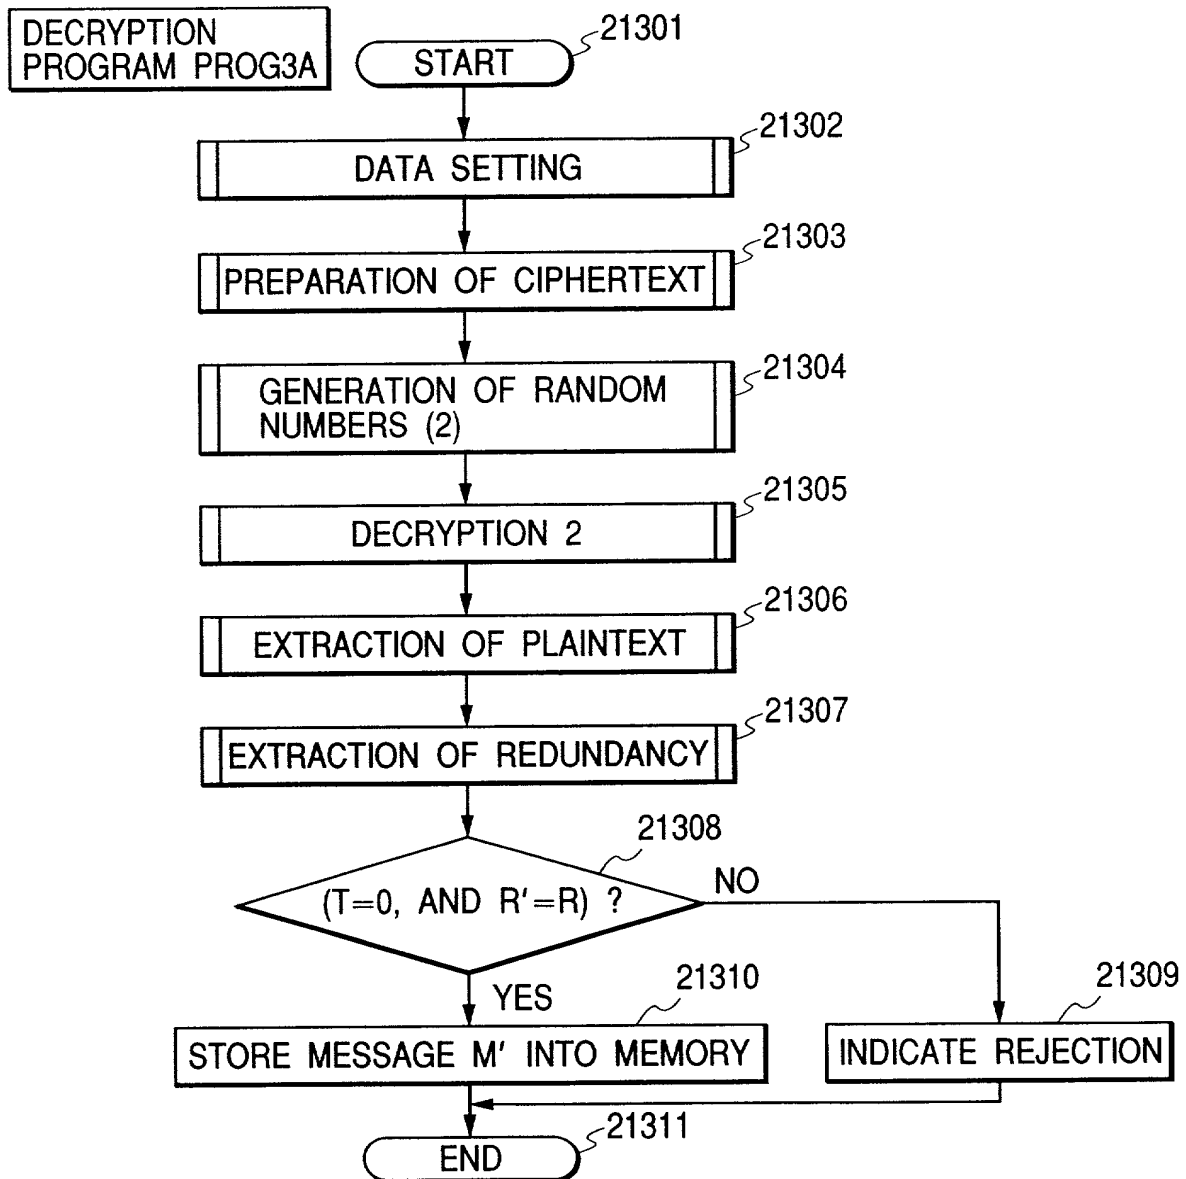 DECRYPTION
PROGRAM PROG3A
START
21301
DATA SETTING
21302
PREPARATION OF CIPHERTEXT
21303
GENERATION OF RANDOM
NUMBERS (2)
21304
DECRYPTION 2
21305
EXTRACTION OF PLAINTEXT
21306
EXTRACTION OF REDUNDANCY
21307
(T=0, AND R'=R) ?
21308
NO
YES
21310
21309
STORE MESSAGE M' INTO MEMORY
INDICATE REJECTION
END
21311